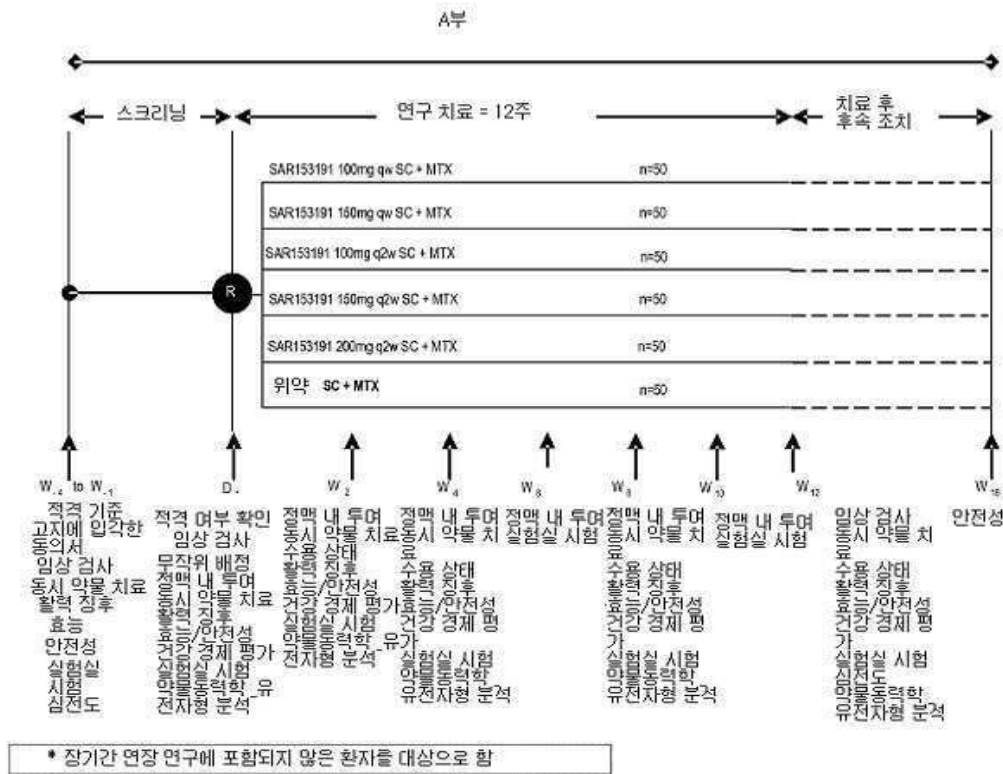 A부
스크리닝
연구 치료 = 12주
치료 후
후속 조치
SAR153191 100mg qw SC + MTX n=50
SAR153191 150mg qw SC + MTX n=50
SAR153191 100mg q2w SC + MTX n=50
R
SAR153191 150mg q2w SC + MTX n=50
SAR153191 200mg q2w SC + MTX n=50
위약 SC + MTX n=50
W-4 to W-1
적격 기준,
고지에 입각한
동의서
임상 검사
동시 약물 치료
활력 징후
효능
안전성
실험실
시험
심전도
적격 여부 확인
임상 검사
무작위 배정
정맥 내 투여
동시 약물 치료
활력 징후
효능/안전성
건강 경제 평가
실험실 시험
약물동력학_유
전자형 분석
W2
정맥 내 투여
동시 약물 치료
수용 상태
활력 징후
효능/안전성
건강 경제 평가
실험실 시험
약물동력학_유
전자형 분석
W4
정맥 내 투여
동시 약물 치
료
수용 상태
활력 징후
효능/안전성
건강 경제 평
가
실험실 시험
약물동력학_
유전자형 분석
정맥 내 투여
실험실 시험
정맥 내 투여
동시 약물 치
료
수용 상태
활력 징후
효능/안전성
건강 경제 평
가
실험실 시험
약물동력학_
유전자형 분석
W10
정맥 내 투여
실험실 시험
W12
임상 검사
동시 약물 치
료
수용 상태
활력 징후
효능/안전성
건강 경제 평
가
실험실 시험
심전도
약물동력학_
유전자형 분석
안전성
* 장기간 연장 연구에 포함되지 않은 환자를 대상으로 함